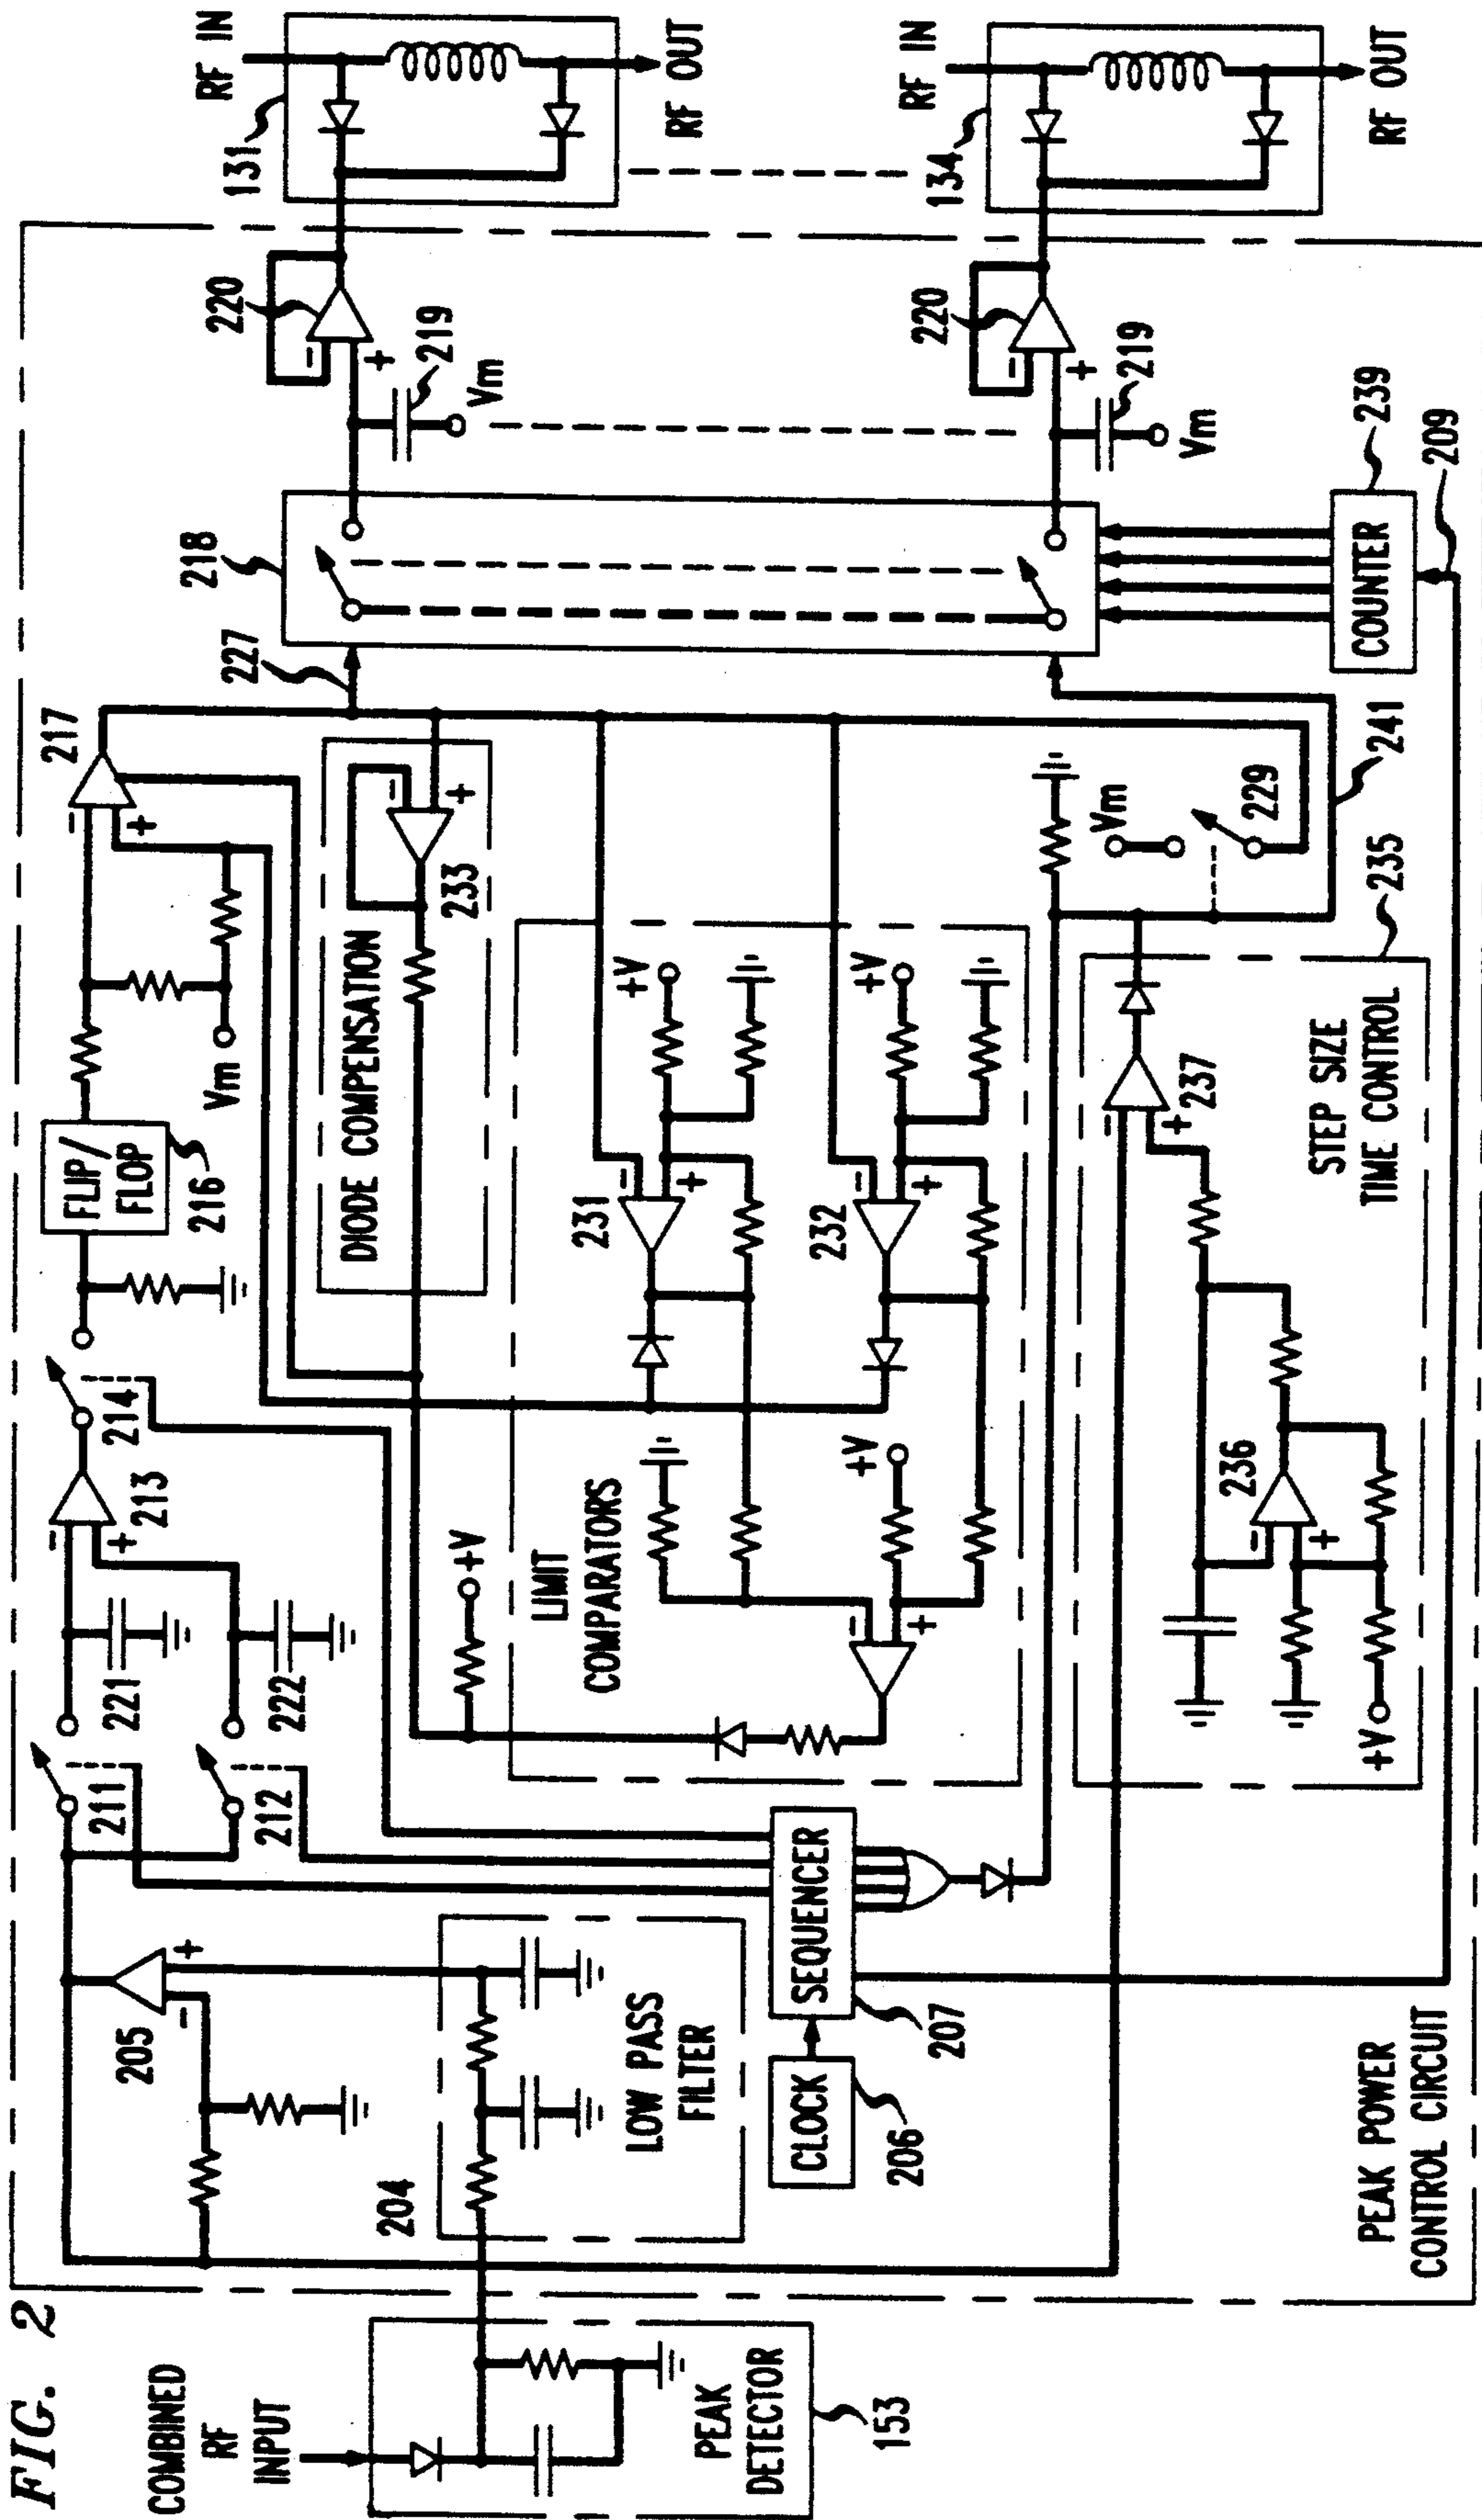 FIG. 2
COMBINED
RF
INPUT
PEAK
DETECTOR
153
204
LOW PASS
FILTER
205
+
−
CLOCK
206
SEQUENCER
207
PEAK POWER
CONTROL CIRCUIT
211
212
221
222
−
+
213
214
FLIP/
FLOP
216
Vm
−
+
217
+V
DIODE COMPENSATION
233
−
+
LIMIT
COMPARATORS
−
+
+V
231
−
+
+V
232
−
+
+V
236
−
+
+V
237
−
+
STEP SIZE
TIME CONTROL
235
Vm
229
241
227
218
COUNTER
239
209
220
−
+
219
Vm
220
−
+
219
Vm
131
RF IN
RF OUT
134
RF IN
RF OUT